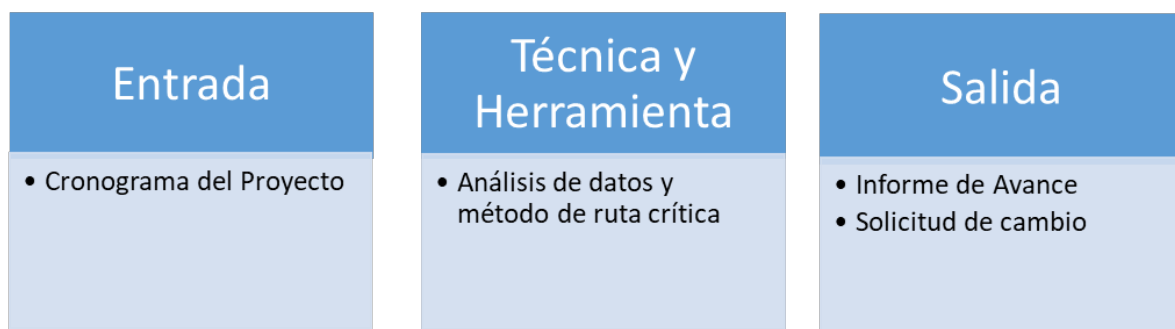 Entrada
• Cronograma del Proyecto
Técnica y
Herramienta
• Análisis de datos y
método de ruta crítica
Salida
• Informe de Avance
• Solicitud de cambio